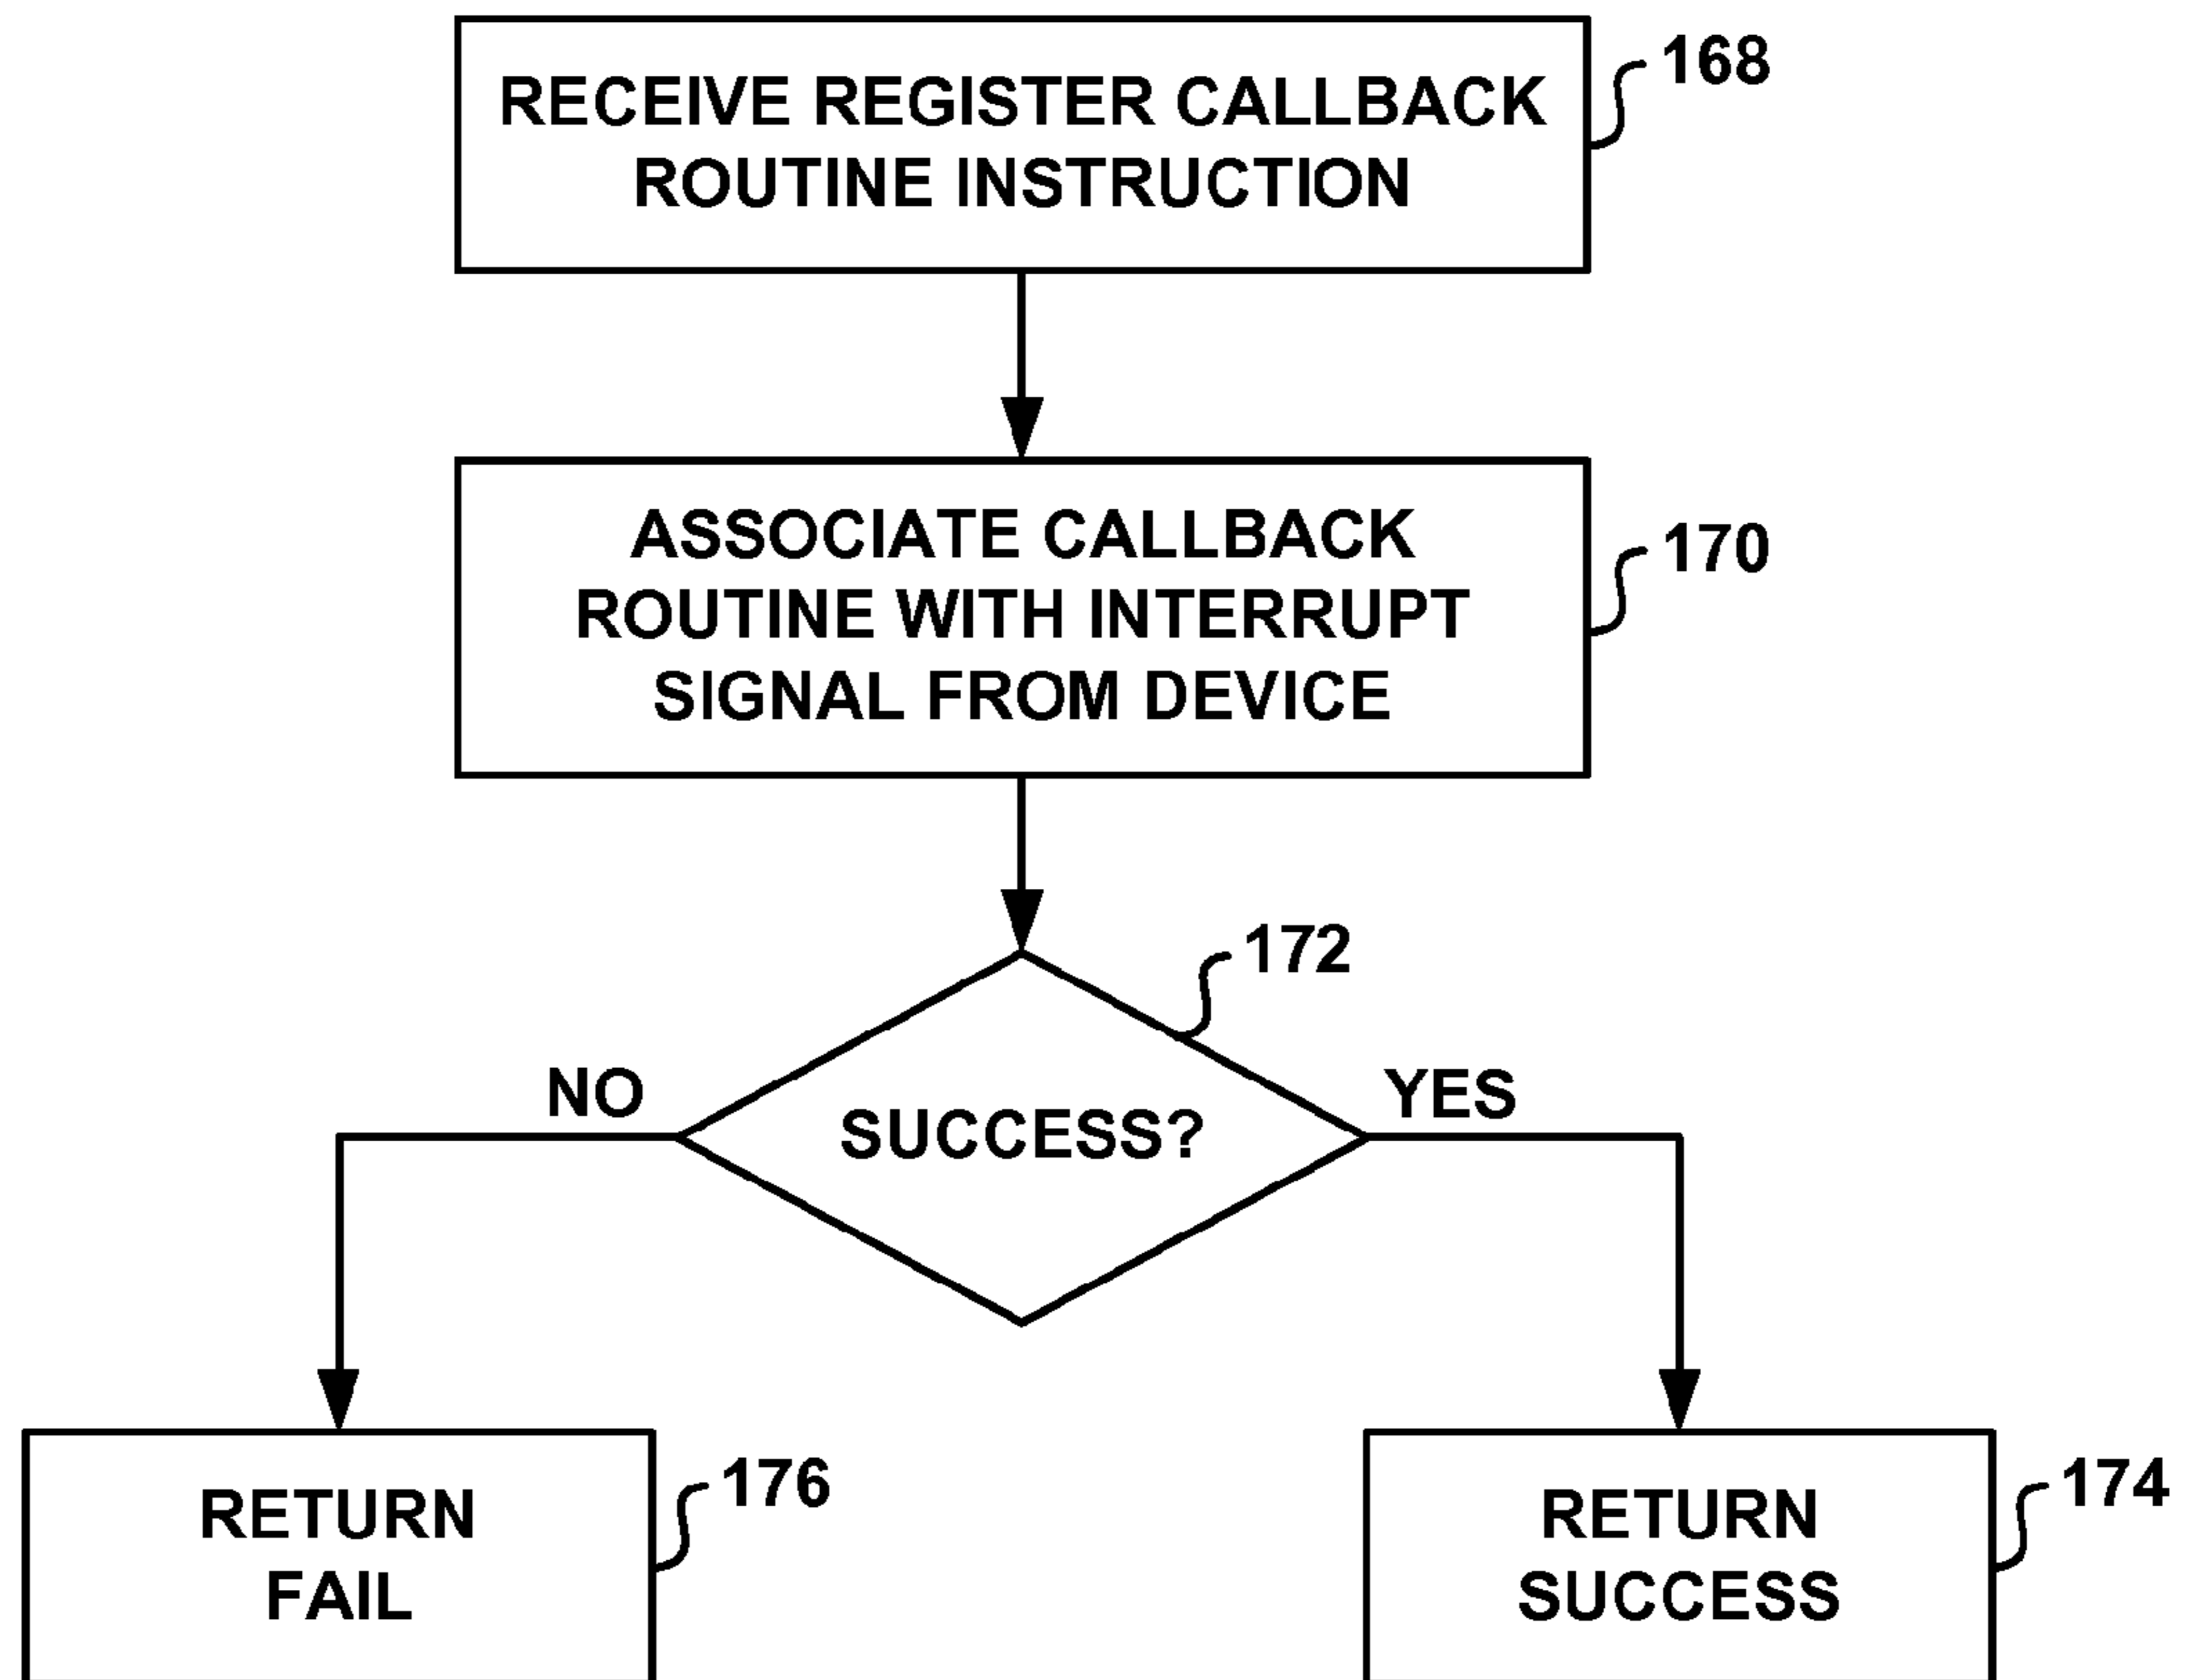 RECEIVE REGISTER CALLBACK
ROUTINE INSTRUCTION
168
ASSOCIATE CALLBACK
ROUTINE WITH INTERRUPT
SIGNAL FROM DEVICE
170
172
NO
SUCCESS?
YES
RETURN
FAIL
176
RETURN
SUCCESS
174